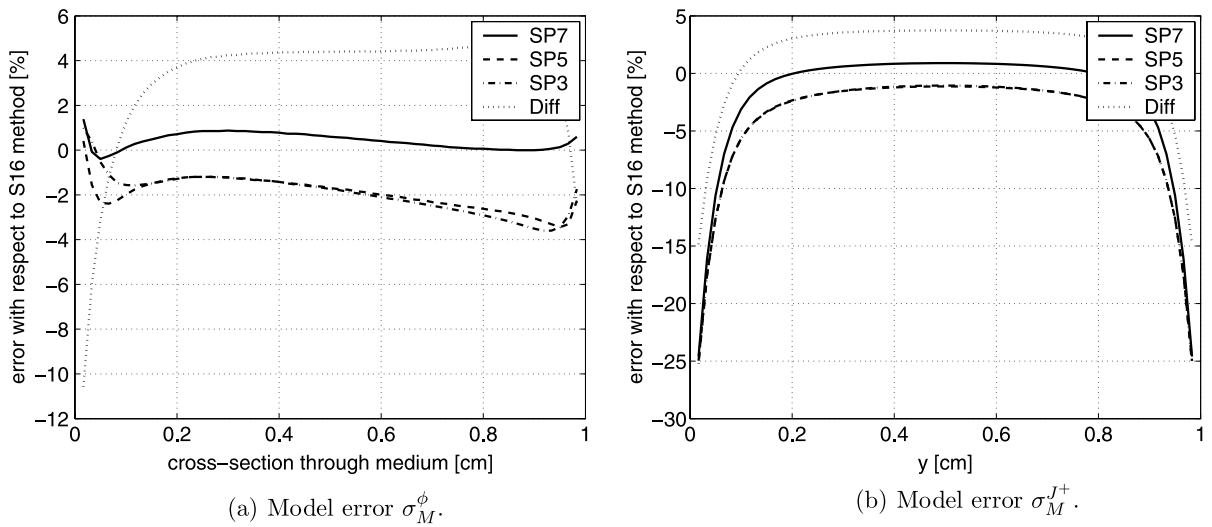 6
4
2
0
−2
−4
−6
−8
−10
−12
error with respect to S16 method [%]
0
0.2
0.4
0.6
0.8
1
cross−section through medium [cm]
SP7
SP5
SP3
Diff
(a) Model error σ_M^ϕ.
5
0
−5
−10
−15
−20
−25
−30
error with respect to S16 method [%]
0
0.2
0.4
0.6
0.8
1
y [cm]
SP7
SP5
SP3
Diff
(b) Model error σ_M^{J^+}.